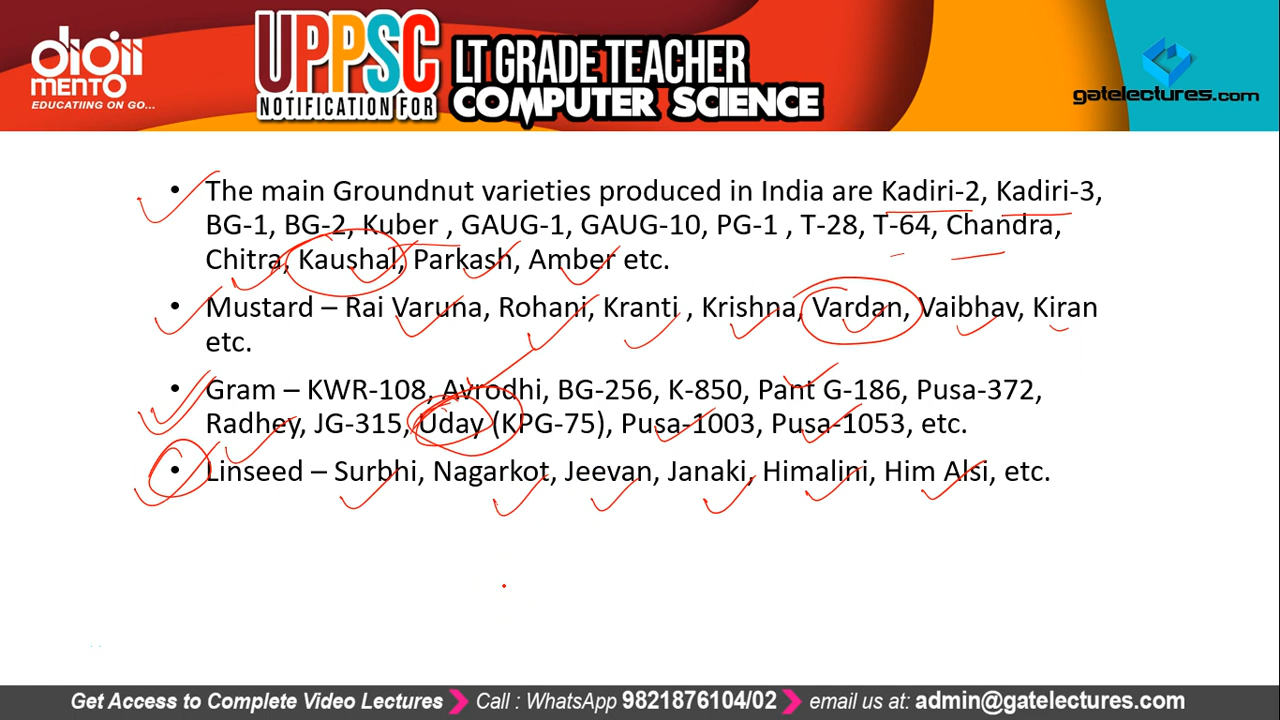 digii
MENTO
EDUCATIING ON GO...
UPPSC
NOTIFICATION FOR
LT GRADE TEACHER
COMPUTER SCIENCE
gatelectures.com
• The main Groundnut varieties produced in India are Kadiri-2, Kadiri-3,
BG-1, BG-2, Kuber , GAUG-1, GAUG-10, PG-1 , T-28, T-64, Chandra,
Chitra, Kaushal, Parkash, Amber etc.
• Mustard – Rai Varuna, Rohani, Kranti , Krishna, Vardan, Vaibhav, Kiran
etc.
• Gram – KWR-108, Avrodhi, BG-256, K-850, Pant G-186, Pusa-372,
Radhey, JG-315, Uday (KPG-75), Pusa-1003, Pusa-1053, etc.
• Linseed – Surbhi, Nagarkot, Jeevan, Janaki, Himalini, Him Alsi, etc.
Get Access to Complete Video Lectures Call : WhatsApp 9821876104/02 email us at: admin@gatelectures.com